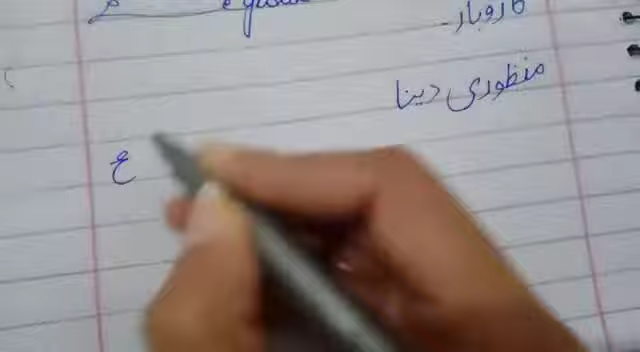 کاروبار۔
منظوری دینا
ع